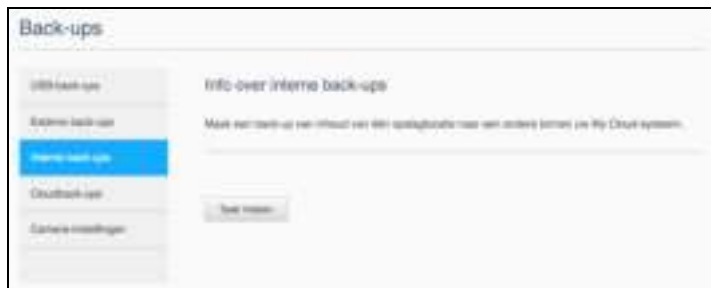 Back-ups
USB-back-ups
Info over interne back-ups
Externe back-ups
Maak een back-up van inhoud van één opslaglocatie naar een andere binnen uw My Cloud-systeem.
Interne back-ups
Cloudback-ups
Taak maken
Camera-instellingen